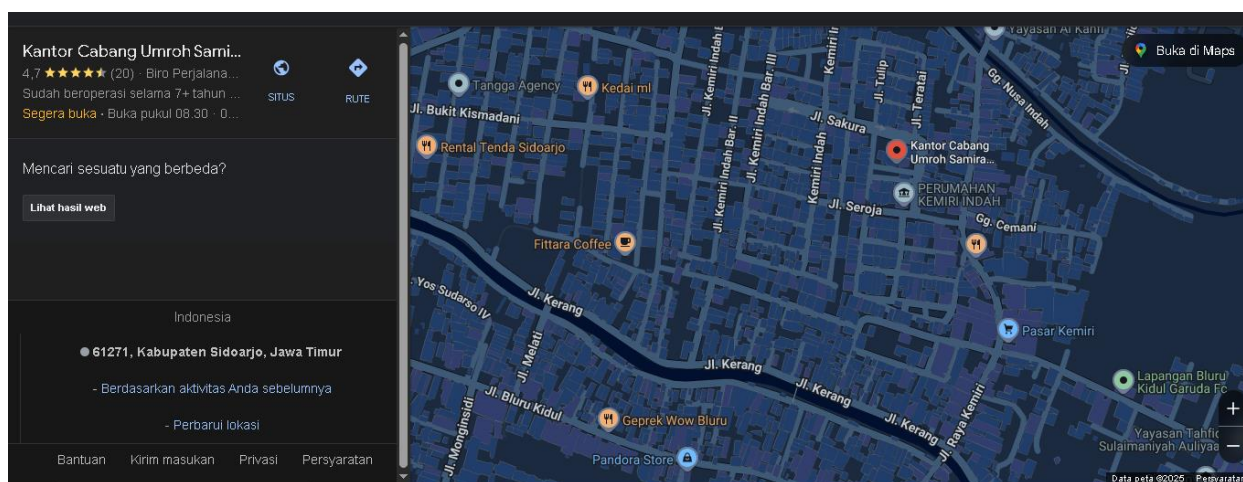 Kantor Cabang Umroh Sami...
4,7 ★★★★★ (20) · Biro Perjalana...
Sudah beroperasi selama 7+ tahun ...
Segera buka · Buka pukul 08.30 · 0...
SITUS
RUTE
Mencari sesuatu yang berbeda?
Lihat hasil web
Indonesia
61271, Kabupaten Sidoarjo, Jawa Timur
- Berdasarkan aktivitas Anda sebelumnya
- Perbarui lokasi
Bantuan Kirim masukan Privasi Persyaratan
Yayasan Al Kahfi
Buka di Maps
Tangga Agency
Kedai ml
Jl. Bukit Kismadani
Rental Tenda Sidoarjo
Jl. Kemiri Indah
Jl. Kemiri Indah Bar. II
Jl. Kemiri Indah Bar. III
Kemiri Indah
Jl. Tulip
Jl. Teratai
Gg. Nusa Indah
Jl. Sakura
Kantor Cabang
Umroh Samira...
PERUMAHAN
KEMIRI INDAH
Jl. Seroja
Gg. Cemani
Fittara Coffee
Yos Sudarso IV
Jl. Kerang
Jl. Melati
Pasar Kemiri
Jl. Kerang
Jl. Kerang
Jl. Kerang
Jl. Raya Kemiri
Lapangan Bluru
Kidul Garuda Fc
Jl. Bluru Kidul
Jl. Monginsidi
Geprek Wow Bluru
Pandora Store
Yayasan Tahfic
Sulaimaniyah Auliyaa
Data peta ©2025
Persyaratan